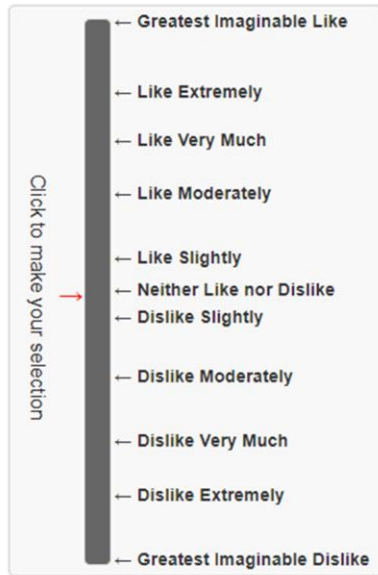 ← Greatest Imaginable Like
← Like Extremely
← Like Very Much
← Like Moderately
Click to make your selection
← Like Slightly
→
← Neither Like nor Dislike
← Dislike Slightly
← Dislike Moderately
← Dislike Very Much
← Dislike Extremely
← Greatest Imaginable Dislike